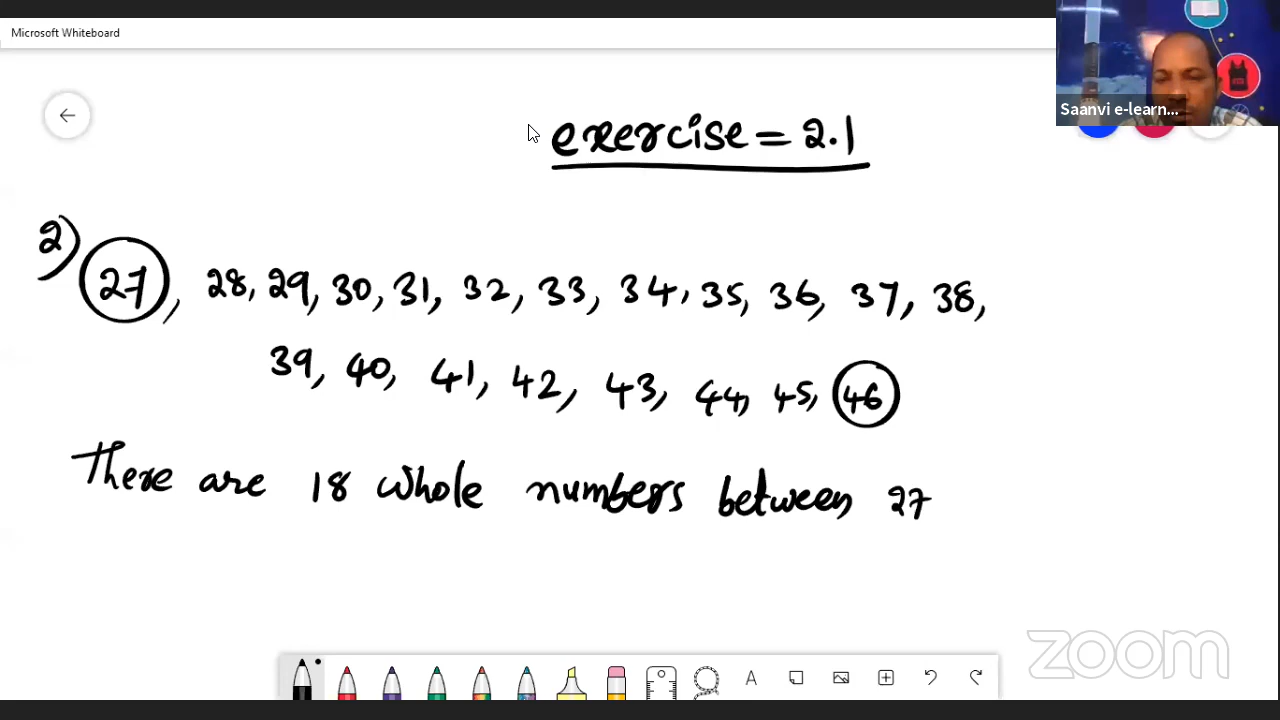 Microsoft Whiteboard
Saanvi e-learn...
exercise = 2.1
2) 27, 28, 29, 30, 31, 32, 33, 34, 35, 36, 37, 38,
39, 40, 41, 42, 43, 44, 45, 46
There are 18 whole numbers between 27
zoom